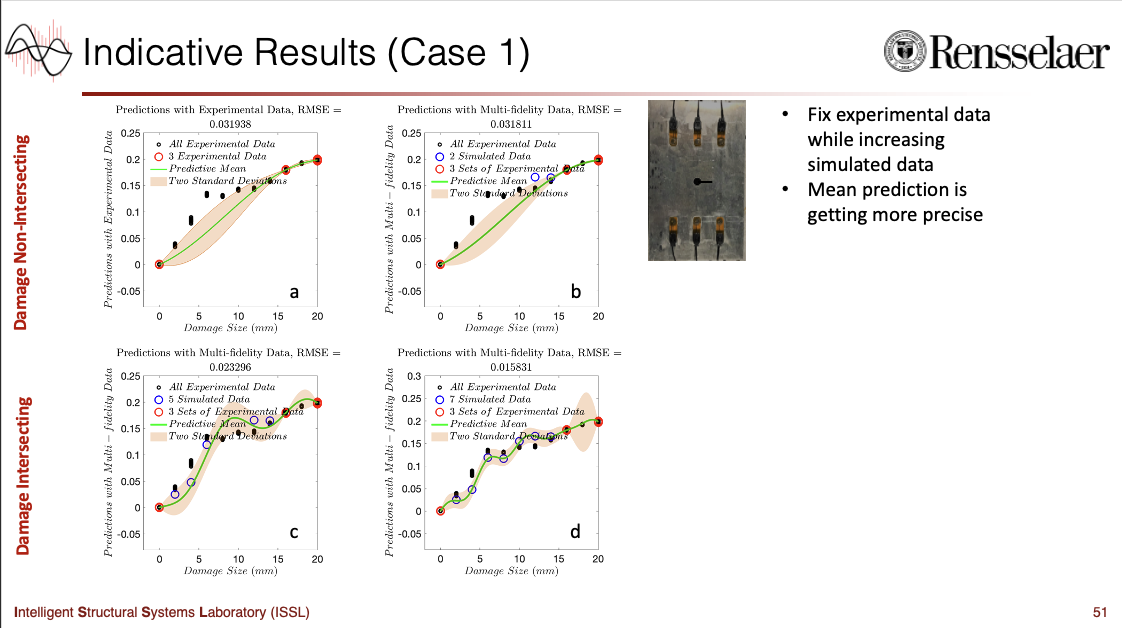 Indicative Results (Case 1)
Rensselaer
Damage Non-Intersecting
Damage Intersecting
Predictions with Experimental Data, RMSE =
0.031938
Predictions with Experimental Data
0.25
0.2
0.15
0.1
0.05
0
-0.05
All Experimental Data
3 Experimental Data
Predictive Mean
Two Standard Deviations
a
0 5 10 15 20
Damage Size (mm)
Predictions with Multi-fidelity Data, RMSE =
0.031811
Predictions with Multi − fidelity Data
0.25
0.2
0.15
0.1
0.05
0
-0.05
All Experimental Data
2 Simulated Data
3 Sets of Experimental Data
Predictive Mean
Two Standard Deviations
b
0 5 10 15 20
Damage Size (mm)
• Fix experimental data
while increasing
simulated data
• Mean prediction is
getting more precise
Predictions with Multi-fidelity Data, RMSE =
0.023296
Predictions with Multi − fidelity Data
0.25
0.2
0.15
0.1
0.05
0
-0.05
All Experimental Data
5 Simulated Data
3 Sets of Experimental Data
Predictive Mean
Two Standard Deviations
c
0 5 10 15 20
Damage Size (mm)
Predictions with Multi-fidelity Data, RMSE =
0.015831
Predictions with Multi − fidelity Data
0.3
0.25
0.2
0.15
0.1
0.05
0
-0.05
All Experimental Data
7 Simulated Data
3 Sets of Experimental Data
Predictive Mean
Two Standard Deviations
d
0 5 10 15 20
Damage Size (mm)
Intelligent Structural Systems Laboratory (ISSL)
51